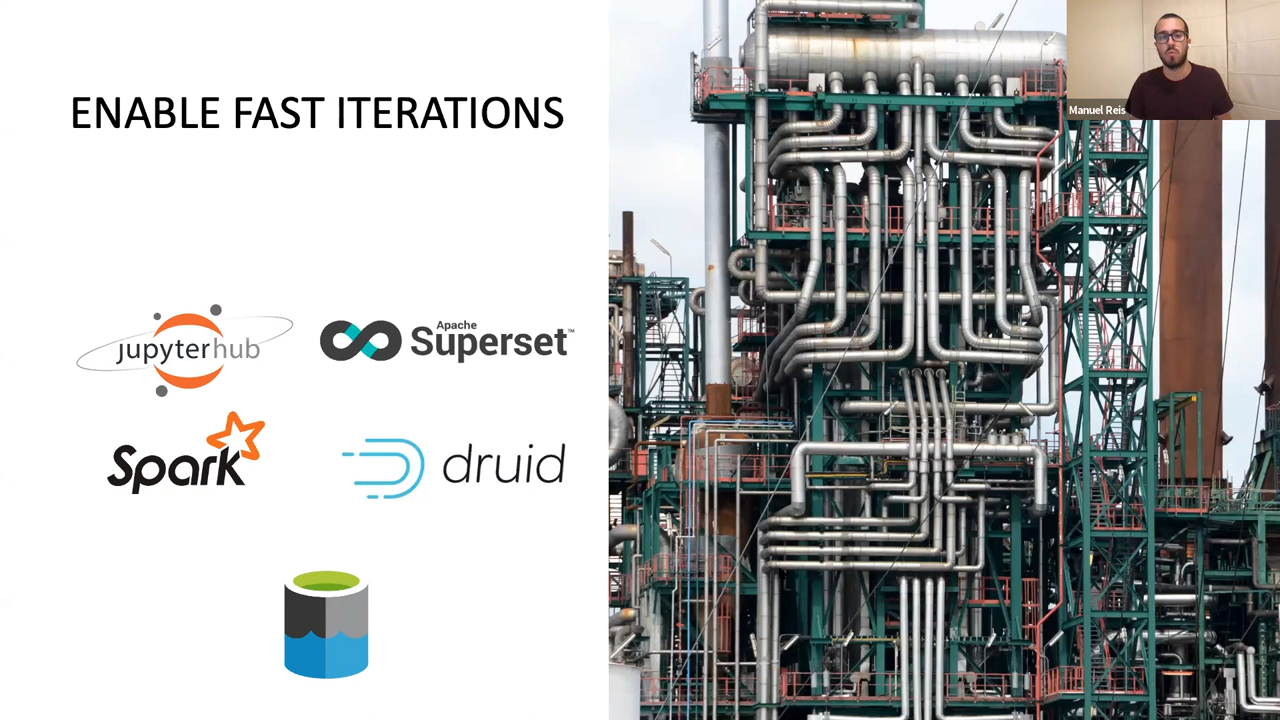 ENABLE FAST ITERATIONS
Manuel Reis
jupyterhub
Apache
Superset™
Spark
druid